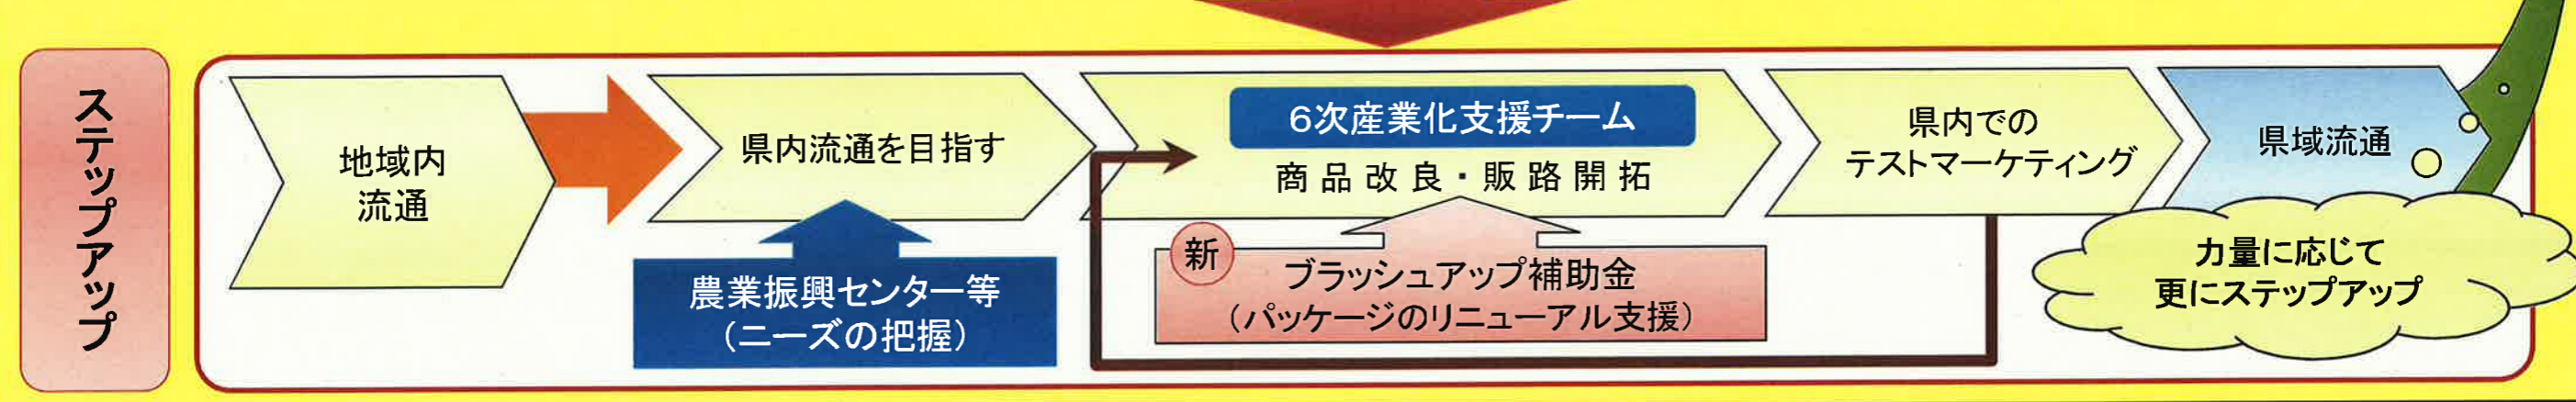 ステップアップ
地域内
流通
県内流通を目指す
農業振興センター等
(ニーズの把握)
6次産業化支援チーム
商品改良・販路開拓
新
ブラッシュアップ補助金
(パッケージのリニューアル支援)
県内での
テストマーケティング
県域流通
力量に応じて
更にステップアップ